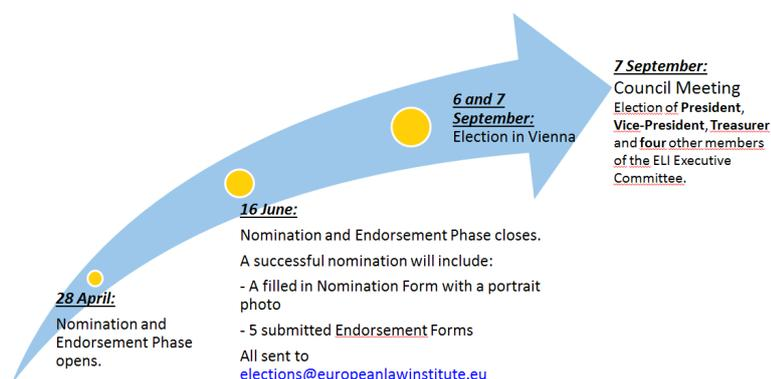 28 April:
Nomination and
Endorsement Phase
opens.
16 June:
Nomination and Endorsement Phase closes.
A successful nomination will include:
- A filled in Nomination Form with a portrait
photo
- 5 submitted Endorsement Forms
All sent to
elections@europeanlawinstitute.eu
6 and 7
September:
Election in Vienna
7 September:
Council Meeting
Election of President,
Vice-President, Treasurer
and four other members
of the ELI Executive
Committee.